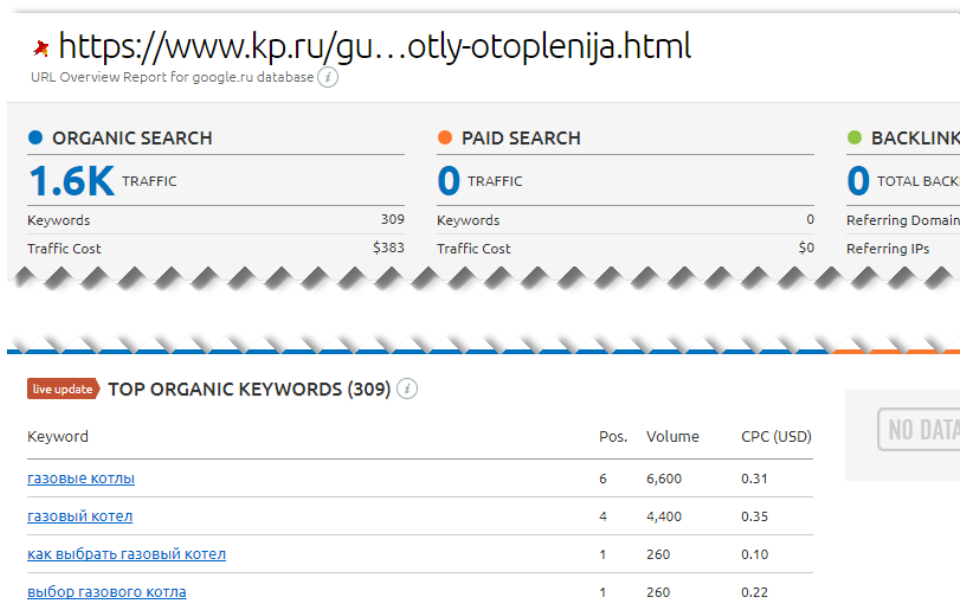 https://www.kp.ru/gu...otly-otoplenija.html
URL Overview Report for google.ru database i
ORGANIC SEARCH
1.6K TRAFFIC
Keywords 309
Traffic Cost $383
PAID SEARCH
0 TRAFFIC
Keywords 0
Traffic Cost $0
BACKLINK
0 TOTAL BACK
Referring Domain
Referring IPs
live update TOP ORGANIC KEYWORDS (309) i
Keyword Pos. Volume CPC (USD)
газовые котлы 6 6,600 0.31
газовый котел 4 4,400 0.35
как выбрать газовый котел 1 260 0.10
выбор газового котла 1 260 0.22
NO DATA